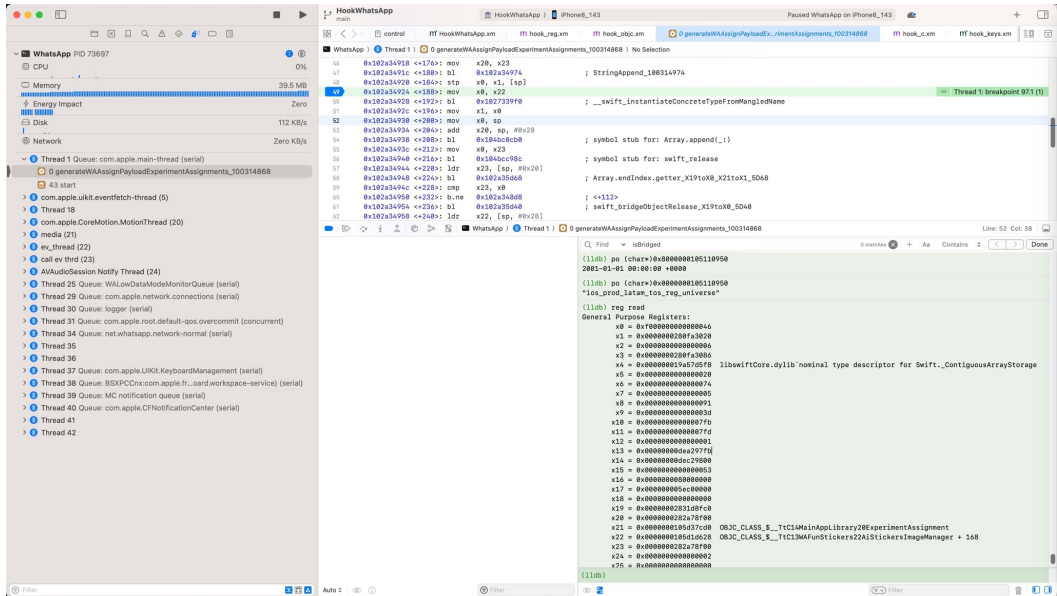 HookWhatsApp
main
HookWhatsApp ⟩ iPhone8_143
Paused WhatsApp on iPhone8_143
control
HookWhatsApp.xm
hook_reg.xm
hook_objc.xm
0 generateWAAssignPayloadEx...rimentAssignments_100314868
hook_c.xm
hook_keys.xm
WhatsApp ⟩ Thread 1 ⟩ 0 generateWAAssignPayloadExperimentAssignments_100314868 ⟩ No Selection
WhatsApp PID 73697
CPU 0%
Memory 39.5 MB
Energy Impact Zero
Disk 112 KB/s
Network Zero KB/s
Thread 1 Queue: com.apple.main-thread (serial)
0 generateWAAssignPayloadExperimentAssignments_100314868
43 start
com.apple.uikit.eventfetch-thread (5)
Thread 18
com.apple.CoreMotion.MotionThread (20)
media (21)
ev_thread (22)
call ev thrd (23)
AVAudioSession Notify Thread (24)
Thread 25 Queue: WALowDataModeMonitorQueue (serial)
Thread 29 Queue: com.apple.network.connections (serial)
Thread 30 Queue: logger (serial)
Thread 31 Queue: com.apple.root.default-qos.overcommit (concurrent)
Thread 34 Queue: net.whatsapp.network-normal (serial)
Thread 35
Thread 36
Thread 37 Queue: com.apple.UIKit.KeyboardManagement (serial)
Thread 38 Queue: BSXPCCnx:com.apple.fr...oard.workspace-service) (serial)
Thread 39 Queue: MC notification queue (serial)
Thread 40 Queue: com.apple.CFNotificationCenter (serial)
Thread 41
Thread 42
Filter
46 0x102a34918 <+176>: mov x20, x23
47 0x102a3491c <+180>: bl 0x102a34974 ; StringAppend_100314974
48 0x102a34920 <+184>: stp x0, x1, [sp]
49 0x102a34924 <+188>: mov x0, x22 Thread 1: breakpoint 97.1 (1)
50 0x102a34928 <+192>: bl 0x1027339f0 ; __swift_instantiateConcreteTypeFromMangledName
51 0x102a3492c <+196>: mov x1, x0
52 0x102a34930 <+200>: mov x0, sp
53 0x102a34934 <+204>: add x20, sp, #0x28
54 0x102a34938 <+208>: bl 0x104bc0cb0 ; symbol stub for: Array.append(_:)
55 0x102a3493c <+212>: mov x0, x23
56 0x102a34940 <+216>: bl 0x104bcc98c ; symbol stub for: swift_release
57 0x102a34944 <+220>: ldr x23, [sp, #0x20]
58 0x102a34948 <+224>: bl 0x102a35d68 ; Array.endIndex.getter_X19toX0_X21toX1_5D68
59 0x102a3494c <+228>: cmp x23, x0
60 0x102a34950 <+232>: b.ne 0x102a348d8 ; <+112>
61 0x102a34954 <+236>: bl 0x102a35d40 ; swift_bridgeObjectRelease_X19toX0_5D40
62 0x102a34958 <+240>: ldr x22, [sp, #0x28]
WhatsApp ⟩ Thread 1 ⟩ 0 generateWAAssignPayloadExperimentAssignments_100314868
Line: 52 Col: 38
Find isBridged 0 matches Aa Contains Done
(lldb) po (char*)0x8000000105110950
2001-01-01 00:00:00 +0000
(lldb) po (char*)0x0000000105110950
"ios_prod_latam_tos_reg_universe"
(lldb) reg read
General Purpose Registers:
x0 = 0xf000000000000046
x1 = 0x0000000280fa3020
x2 = 0x0000000000000006
x3 = 0x0000000280fa3086
x4 = 0x000000019a57d5f8 libswiftCore.dylib`nominal type descriptor for Swift._ContiguousArrayStorage
x5 = 0x0000000000000020
x6 = 0x0000000000000074
x7 = 0x0000000000000005
x8 = 0x0000000000000091
x9 = 0x000000000000003d
x10 = 0x00000000000007fb
x11 = 0x00000000000007fd
x12 = 0x0000000000000001
x13 = 0x00000000dea297fb
x14 = 0x00000000dec29800
x15 = 0x0000000000000053
x16 = 0x0000000080000000
x17 = 0x000000005ec00000
x18 = 0x0000000000000000
x19 = 0x00000002831d8fc0
x20 = 0x0000000282a78f00
x21 = 0x0000000105d37cd0 OBJC_CLASS_$__TtC14MainAppLibrary20ExperimentAssignment
x22 = 0x0000000105d1d628 OBJC_CLASS_$__TtC13WAFunStickers22AiStickersImageManager + 168
x23 = 0x0000000282a78f00
x24 = 0x0000000000000002
x25 = 0x0000000000000000
(lldb)
Auto
Filter
Filter